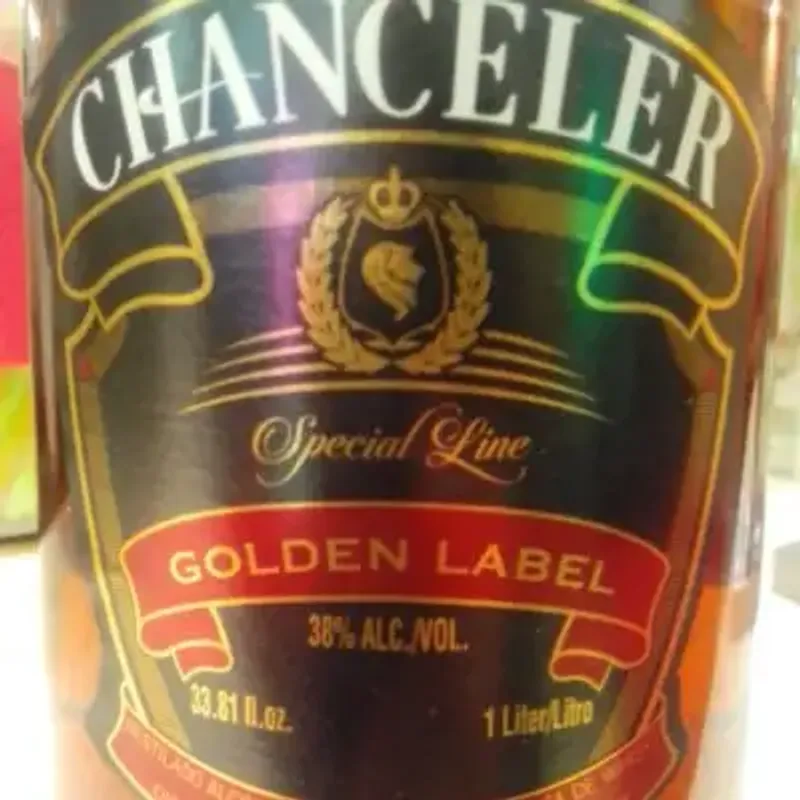 CHANCELER
Special Line
GOLDEN LABEL
38% ALC./VOL.
33.81 fl.oz.
1 Liter/Litro